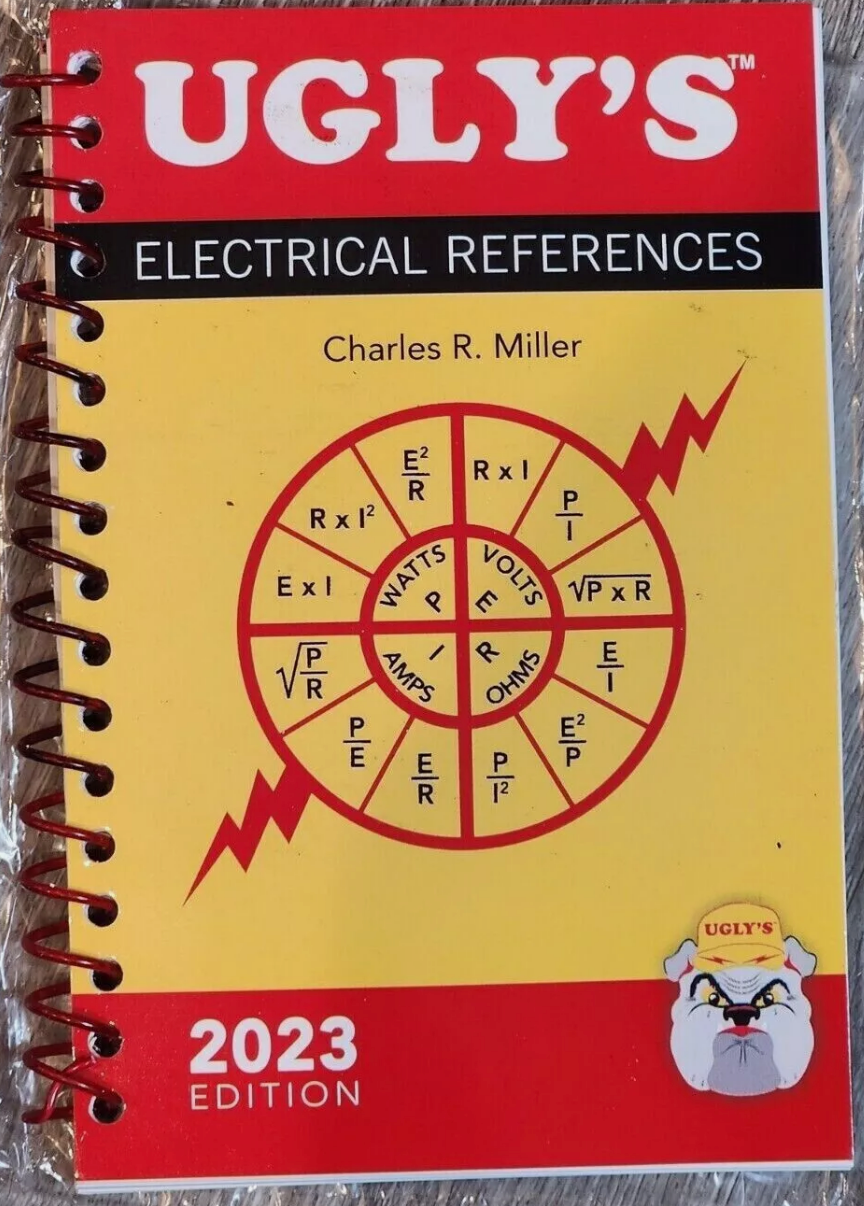 UGLY'S™
ELECTRICAL REFERENCES
Charles R. Miller
E²/R
R x I
R x I²
P/I
E x I
WATTS
P
VOLTS
E
√P x R
√P/R
I
AMPS
R
OHMS
E/I
P/E
E/R
P/I²
E²/P
UGLY'S
2023
EDITION